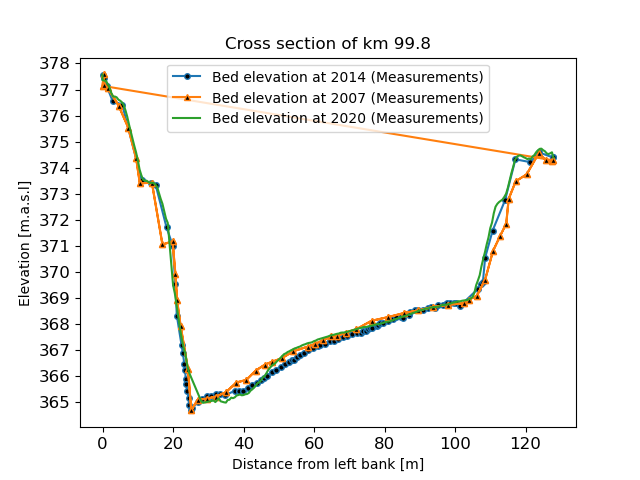 Cross section of km 99.8
Bed elevation at 2014 (Measurements)
Bed elevation at 2007 (Measurements)
Bed elevation at 2020 (Measurements)
Elevation [m.a.s.l]
378
377
376
375
374
373
372
371
370
369
368
367
366
365
0 20 40 60 80 100 120
Distance from left bank [m]